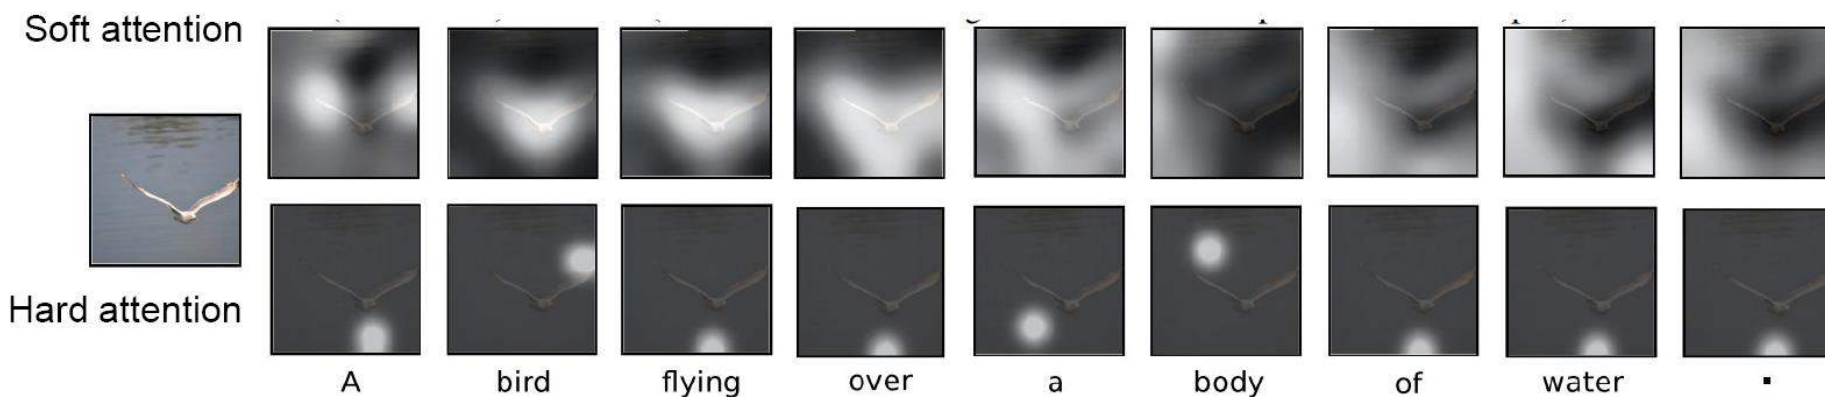 Soft attention
Hard attention
A bird flying over a body of water .